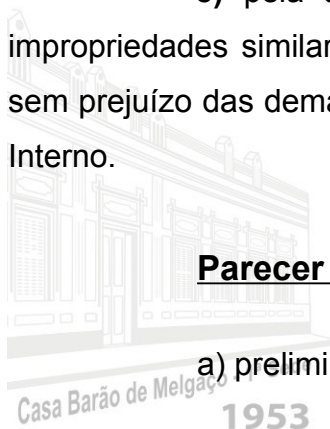 c) pela
impropriedades similar
sem prejuízo das dema
Interno.
Parecer
a) prelimi
Casa Barão de Melgaço
1953